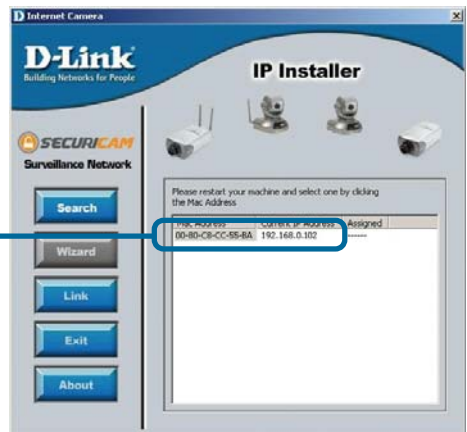 Internet Camera
D-Link
Building Networks for People
IP Installer
SECURICAM
Surveillance Network
Please restart your machine and select one by clicking
the Mac Address
Mac Address Current IP Address Assigned
00-80-C8-CC-55-8A 192.168.0.102 ------
Search
Wizard
Link
Exit
About